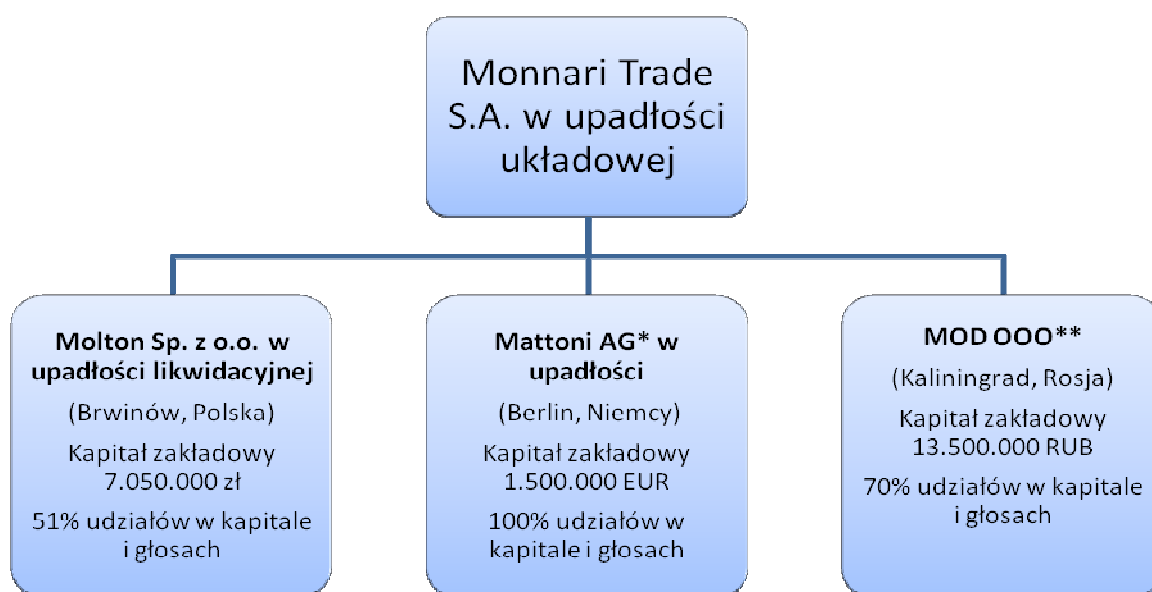 Monnari Trade
S.A. w upadłości
układowej
Molton Sp. z o.o. w
upadłości likwidacyjnej
(Brwinów, Polska)
Kapitał zakładowy
7.050.000 zł
51% udziałów w kapitale
i głosach
Mattoni AG* w
upadłości
(Berlin, Niemcy)
Kapitał zakładowy
1.500.000 EUR
100% udziałów w
kapitale i głosach
MOD OOO**
(Kaliningrad, Rosja)
Kapitał zakładowy
13.500.000 RUB
70% udziałów w kapitale
i głosach